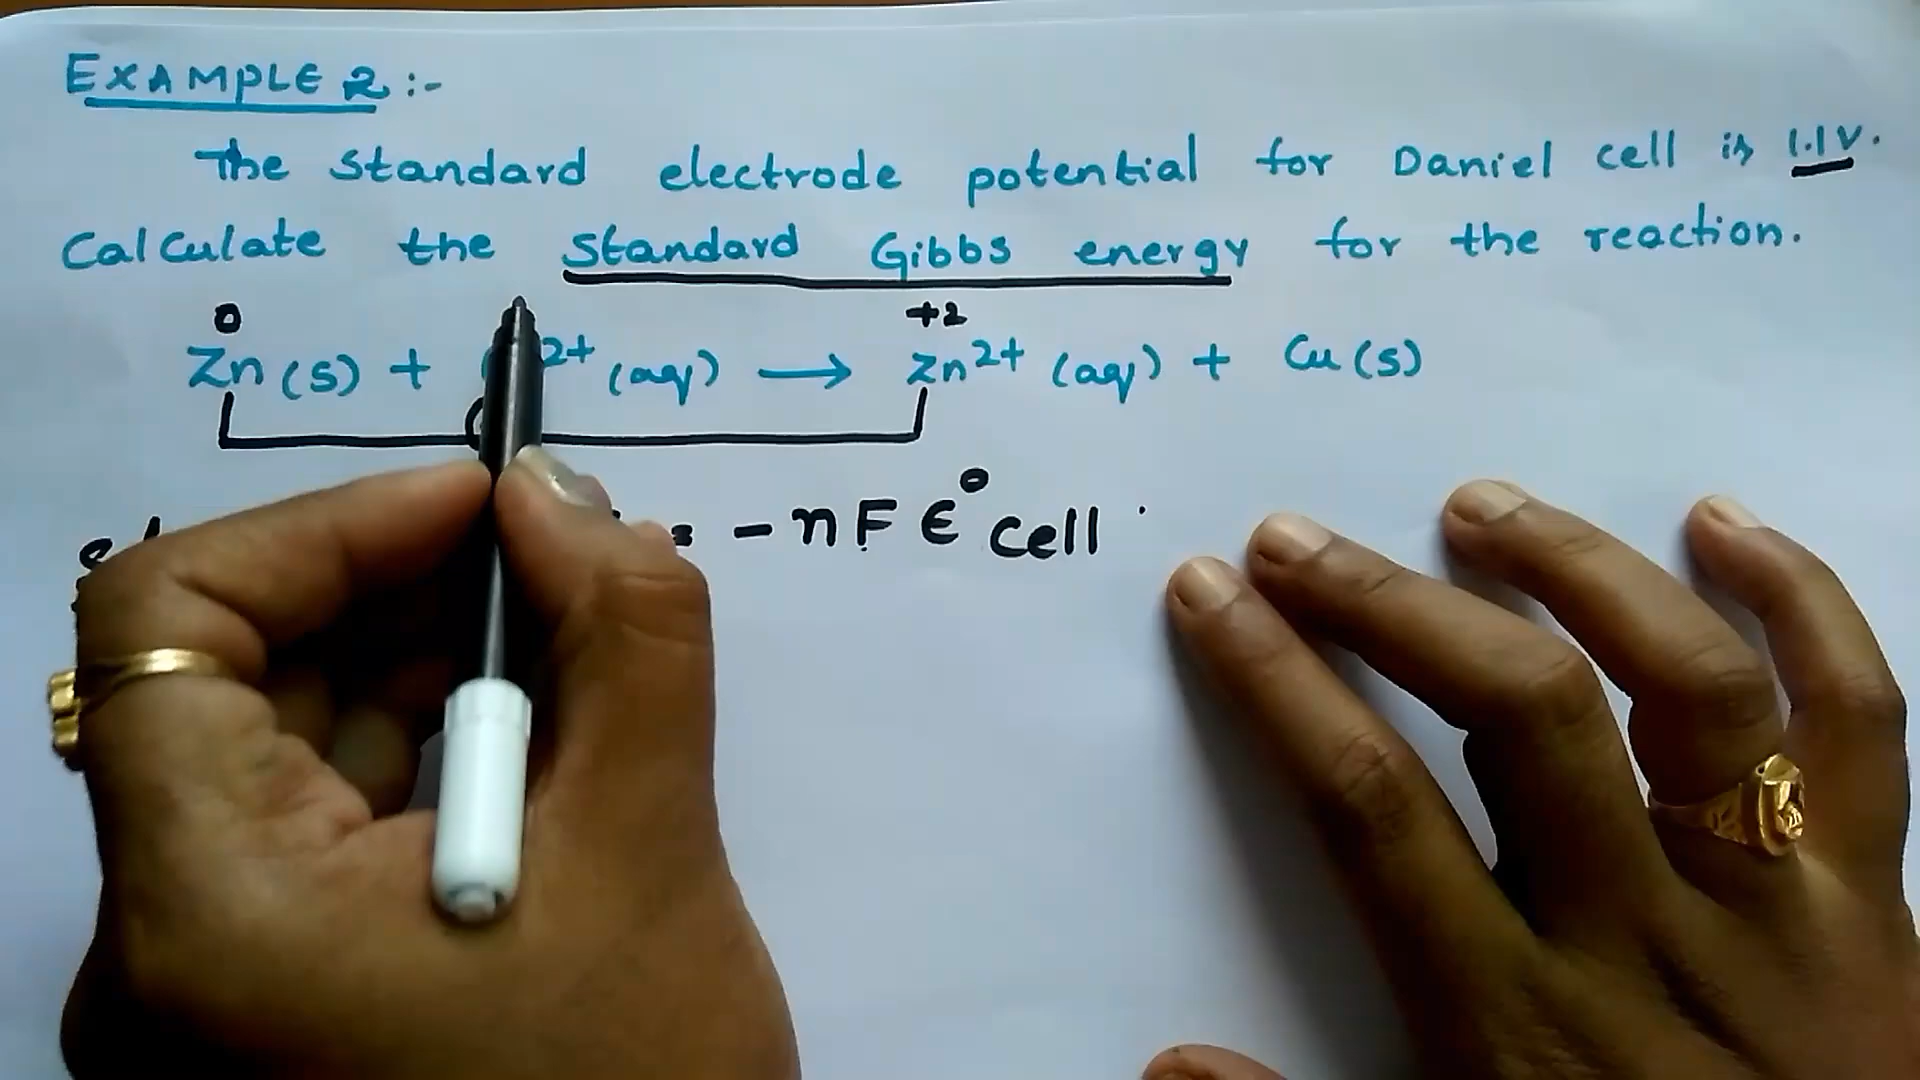 EXAMPLE 2:-
The standard electrode potential for Daniel cell is 1.1V.
Calculate the standard Gibbs energy for the reaction.
0 +2
Zn (s) + 2+ (aq) → Zn2+ (aq) + Cu (s)
= - nFE° cell